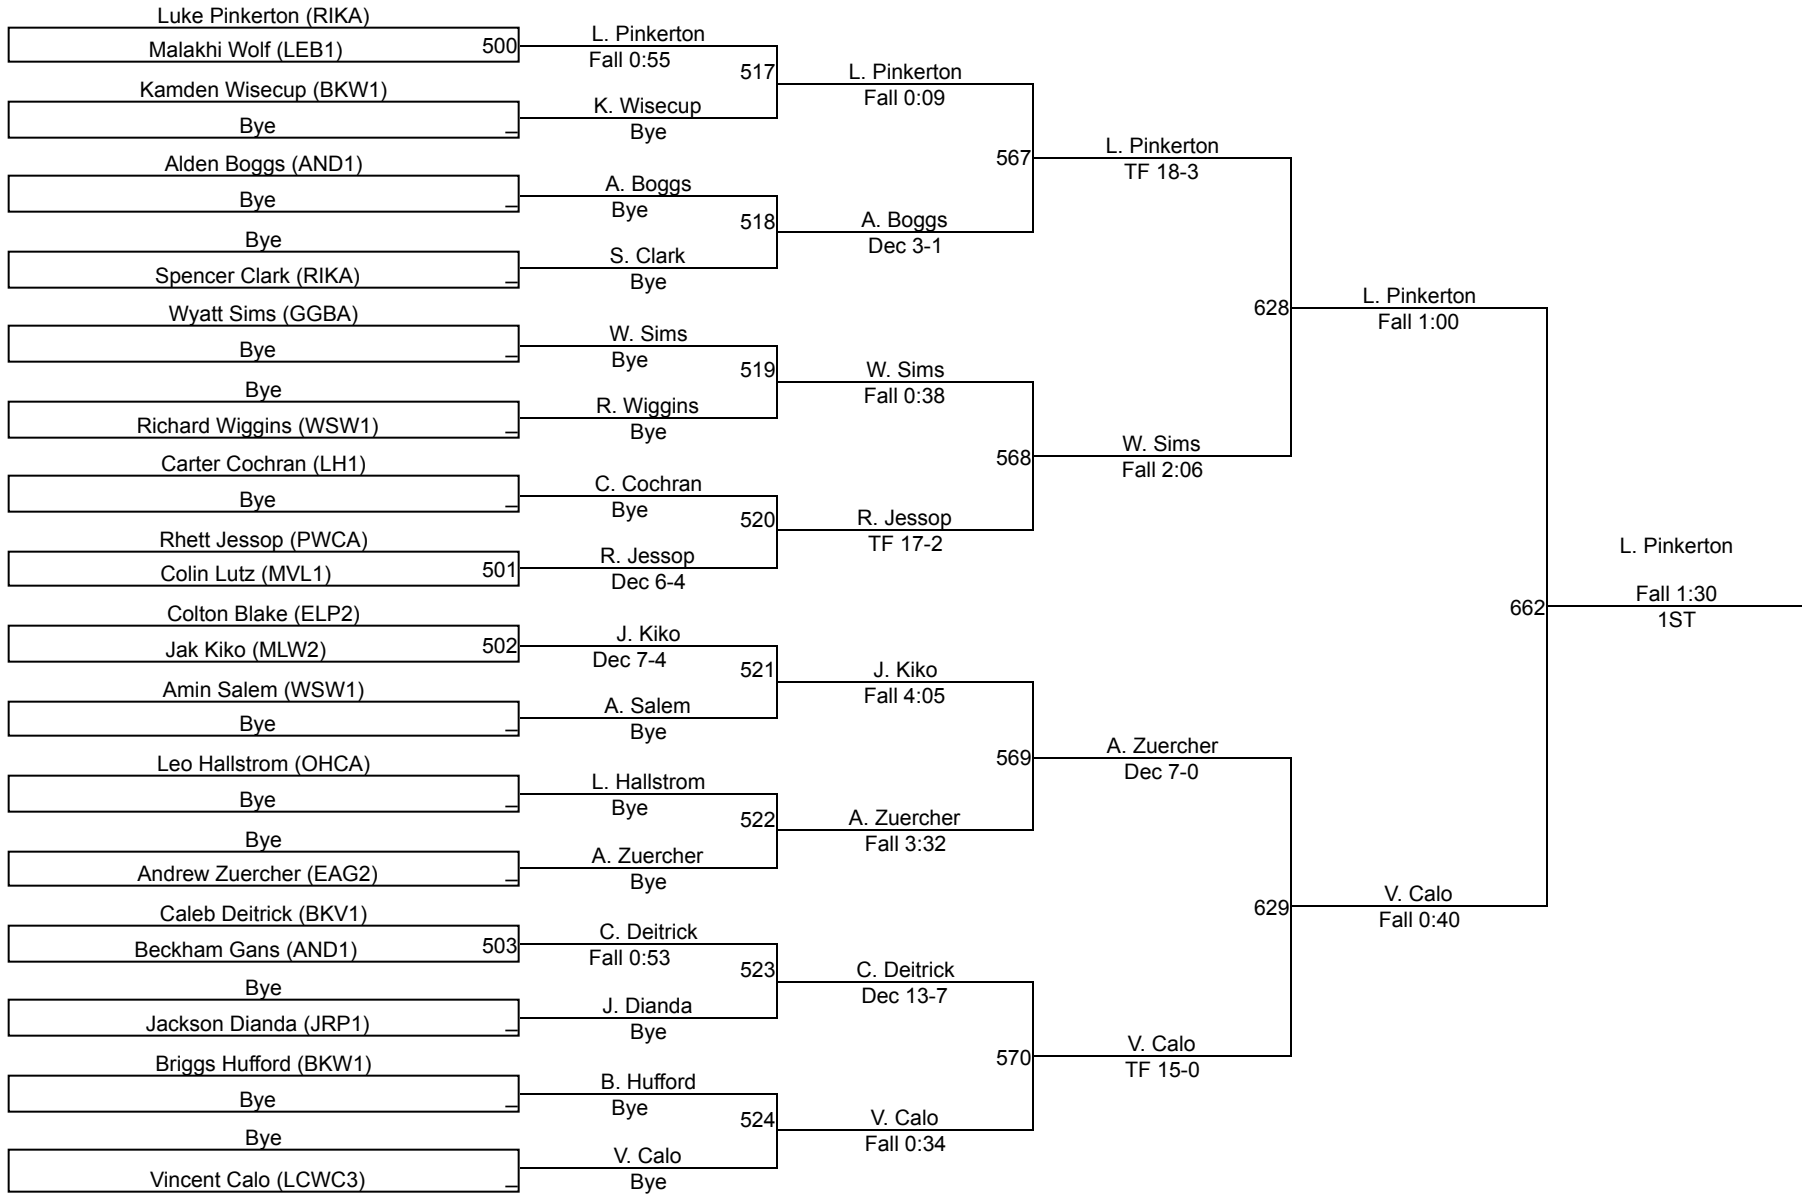 Luke Pinkerton (RIKA)
Malakhi Wolf (LEB1)
500
Kamden Wisecup (BKW1)
Bye
_
Alden Boggs (AND1)
Bye
_
Bye
Spencer Clark (RIKA)
_
Wyatt Sims (GGBA)
Bye
_
Bye
Richard Wiggins (WSW1)
_
Carter Cochran (LH1)
Bye
_
Rhett Jessop (PWCA)
Colin Lutz (MVL1)
501
Colton Blake (ELP2)
Jak Kiko (MLW2)
502
Amin Salem (WSW1)
Bye
_
Leo Hallstrom (OHCA)
Bye
_
Bye
Andrew Zuercher (EAG2)
_
Caleb Deitrick (BKV1)
Beckham Gans (AND1)
503
Bye
Jackson Dianda (JRP1)
_
Briggs Hufford (BKW1)
Bye
_
Bye
Vincent Calo (LCWC3)
_
L. Pinkerton
Fall 0:55
517
K. Wisecup
Bye
A. Boggs
Bye
518
S. Clark
Bye
W. Sims
Bye
519
R. Wiggins
Bye
C. Cochran
Bye
520
R. Jessop
Dec 6-4
J. Kiko
Dec 7-4
521
A. Salem
Bye
L. Hallstrom
Bye
522
A. Zuercher
Bye
C. Deitrick
Fall 0:53
523
J. Dianda
Bye
B. Hufford
Bye
524
V. Calo
Bye
L. Pinkerton
Fall 0:09
567
A. Boggs
Dec 3-1
W. Sims
Fall 0:38
568
R. Jessop
TF 17-2
J. Kiko
Fall 4:05
569
A. Zuercher
Fall 3:32
C. Deitrick
Dec 13-7
570
V. Calo
Fall 0:34
L. Pinkerton
TF 18-3
628
W. Sims
Fall 2:06
A. Zuercher
Dec 7-0
629
V. Calo
TF 15-0
L. Pinkerton
Fall 1:00
662
V. Calo
Fall 0:40
L. Pinkerton
Fall 1:30
1ST